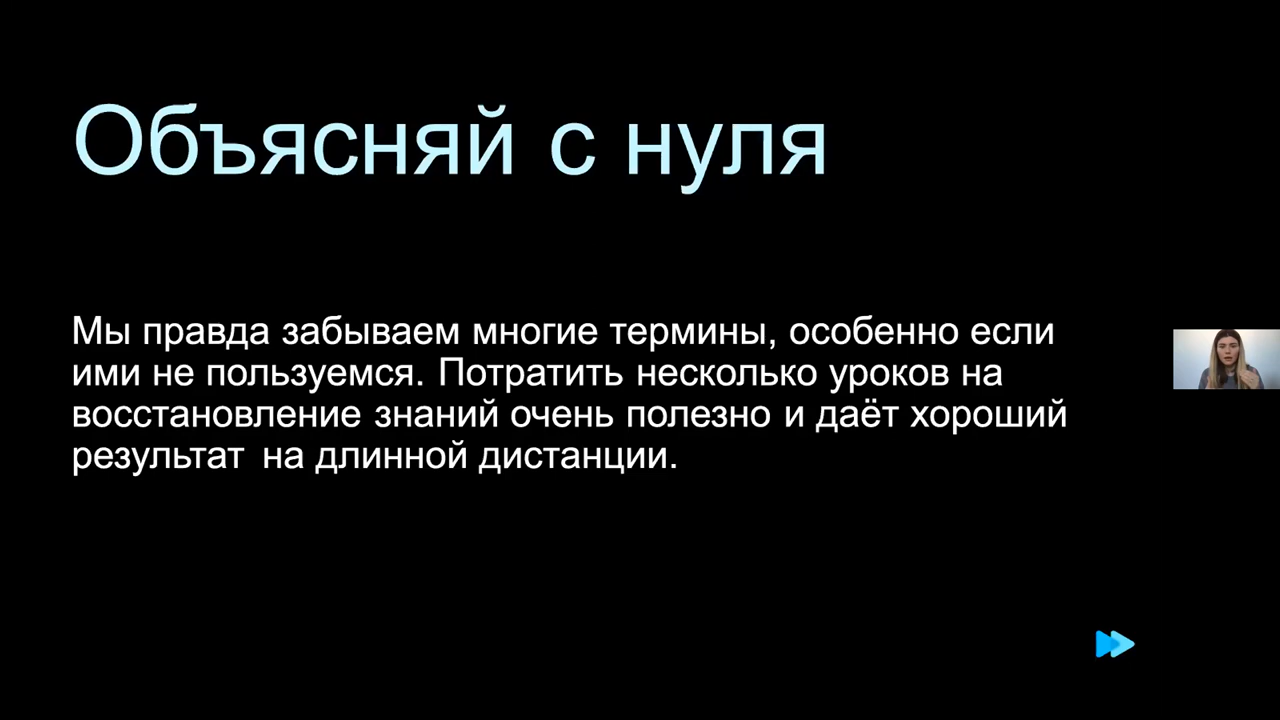 Объясняй с нуля
Мы правда забываем многие термины, особенно если
ими не пользуемся. Потратить несколько уроков на
восстановление знаний очень полезно и даёт хороший
результат на длинной дистанции.